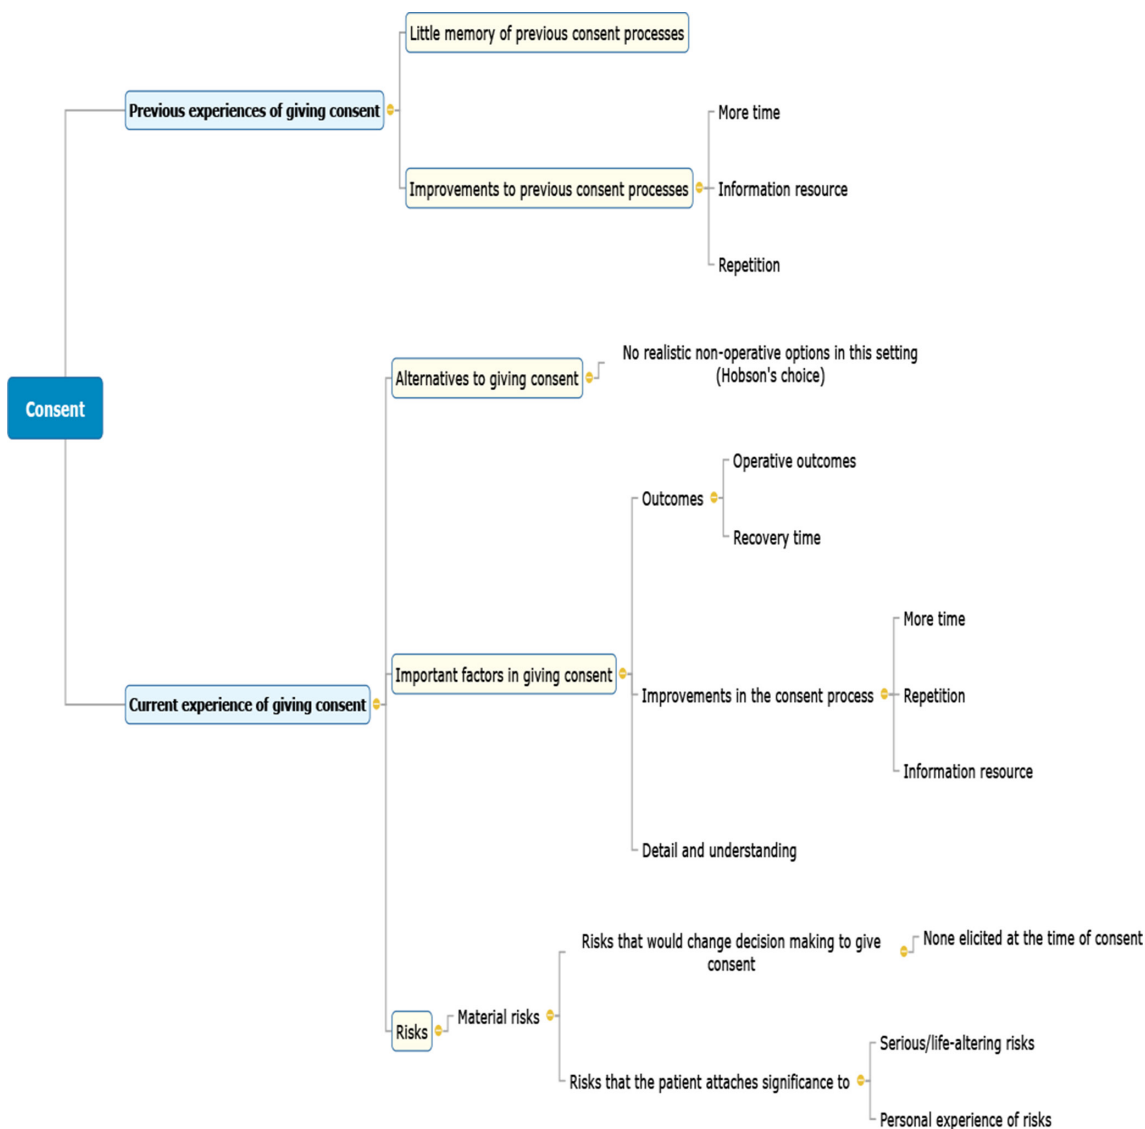 Little memory of previous consent processes
Previous experiences of giving consent
More time
Improvements to previous consent processes
Information resource
Repetition
Consent
No realistic non-operative options in this setting
(Hobson's choice)
Alternatives to giving consent
Operative outcomes
Outcomes
Recovery time
More time
Important factors in giving consent
Improvements in the consent process
Repetition
Current experience of giving consent
Information resource
Detail and understanding
Risks that would change decision making to give
consent
None elicited at the time of consent
Material risks
Risks
Serious/life-altering risks
Risks that the patient attaches significance to
Personal experience of risks